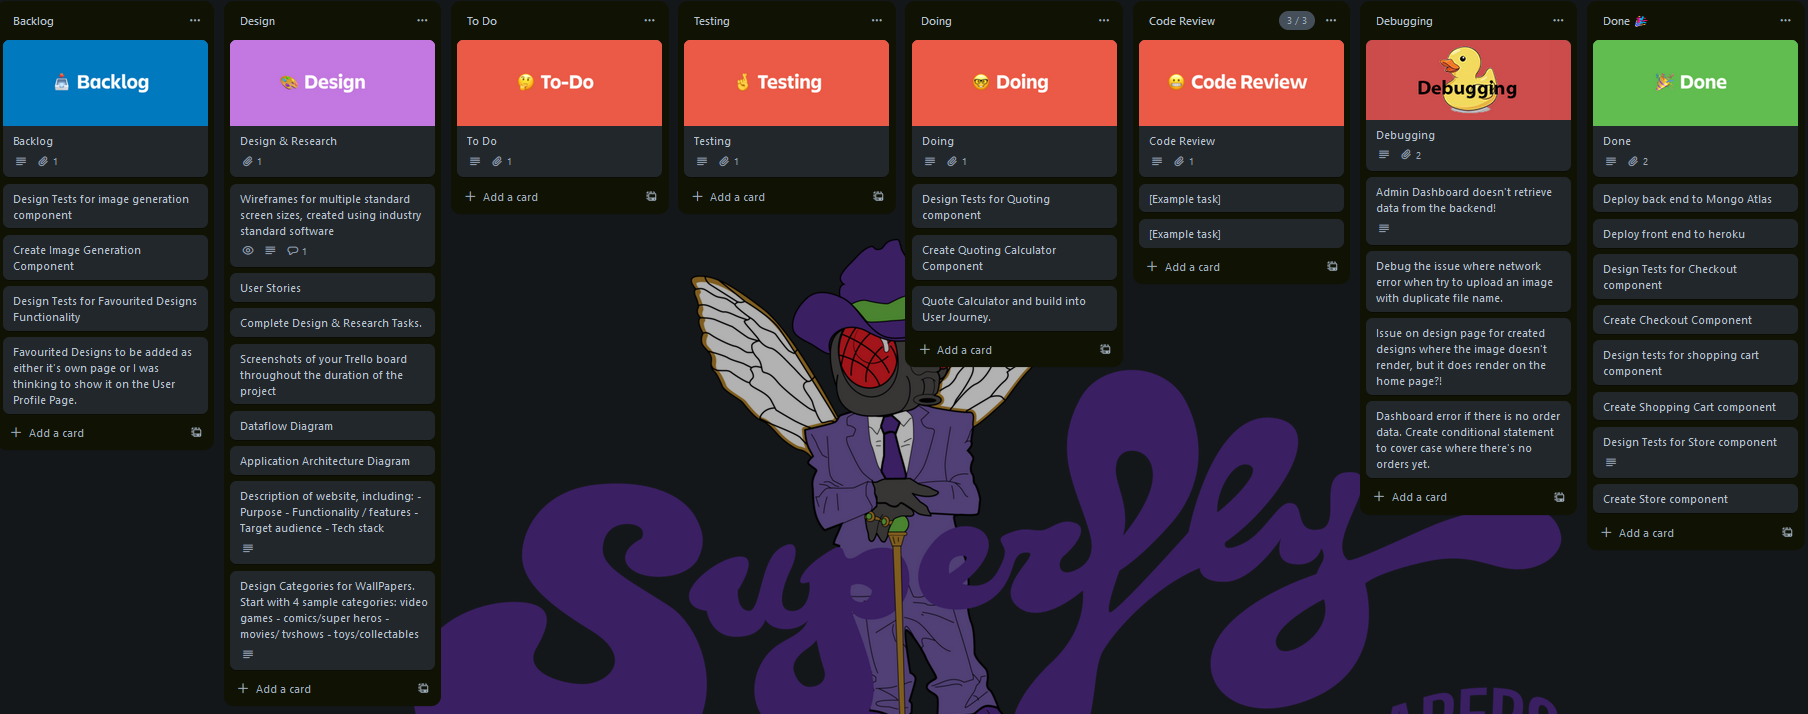 Backlog
Backlog
Backlog
1
Design Tests for image generation
component
Create Image Generation
Component
Design Tests for Favourited Designs
Functionality
Favourited Designs to be added as
either it's own page or I was
thinking to show it on the User
Profile Page.
+ Add a card
Design
Design
Design & Research
1
Wireframes for multiple standard
screen sizes, created using industry
standard software
1
User Stories
Complete Design & Research Tasks.
Screenshots of your Trello board
throughout the duration of the
project
Dataflow Diagram
Application Architecture Diagram
Description of website, including: -
Purpose - Functionality / features -
Target audience - Tech stack
Design Categories for WallPapers.
Start with 4 sample categories: video
games - comics/super heros -
movies/ tvshows - toys/collectables
+ Add a card
To Do
To-Do
To Do
1
+ Add a card
Testing
Testing
Testing
1
+ Add a card
Doing
Doing
Doing
1
Design Tests for Quoting
component
Create Quoting Calculator
Component
Quote Calculator and build into
User Journey.
+ Add a card
Code Review
3 / 3
Code Review
Code Review
1
[Example task]
[Example task]
+ Add a card
Debugging
Debugging
Debugging
2
Admin Dashboard doesn't retrieve
data from the backend!
Debug the issue where network
error when try to upload an image
with duplicate file name.
Issue on design page for created
designs where the image doesn't
render, but it does render on the
home page?!
Dashboard error if there is no order
data. Create conditional statement
to cover case where there's no
orders yet.
+ Add a card
Done 🎉
Done
Done
2
Deploy back end to Mongo Atlas
Deploy front end to heroku
Design Tests for Checkout
component
Create Checkout Component
Design tests for shopping cart
component
Create Shopping Cart component
Design Tests for Store component
Create Store component
+ Add a card
Superfly